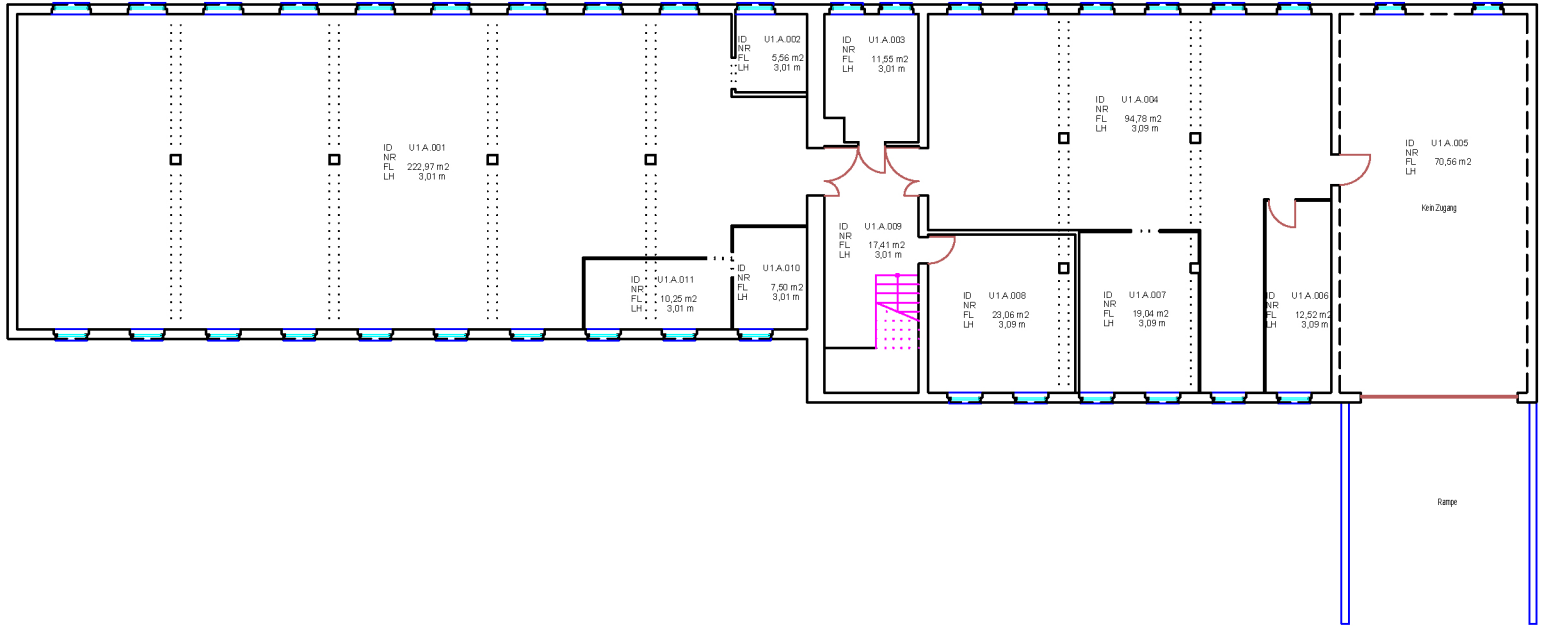 ID U1.A.001
NR
FL 222,97 m2
LH 3,01 m
ID U1.A.002
NR
FL 5,56 m2
LH 3,01 m
ID U1.A.003
NR
FL 11,55 m2
LH 3,01 m
ID U1.A.004
NR
FL 94,78 m2
LH 3,09 m
ID U1.A.005
NR
FL 70,56 m2
LH
Kein Zugang
ID U1.A.009
NR
FL 17,41 m2
LH 3,01 m
ID U1.A.011
NR
FL 10,25 m2
LH 3,01 m
ID U1.A.010
NR
FL 7,50 m2
LH 3,01 m
ID U1.A.008
NR
FL 23,06 m2
LH 3,09 m
ID U1.A.007
NR
FL 19,04 m2
LH 3,09 m
ID U1.A.006
NR
FL 12,52 m2
LH 3,09 m
Rampe